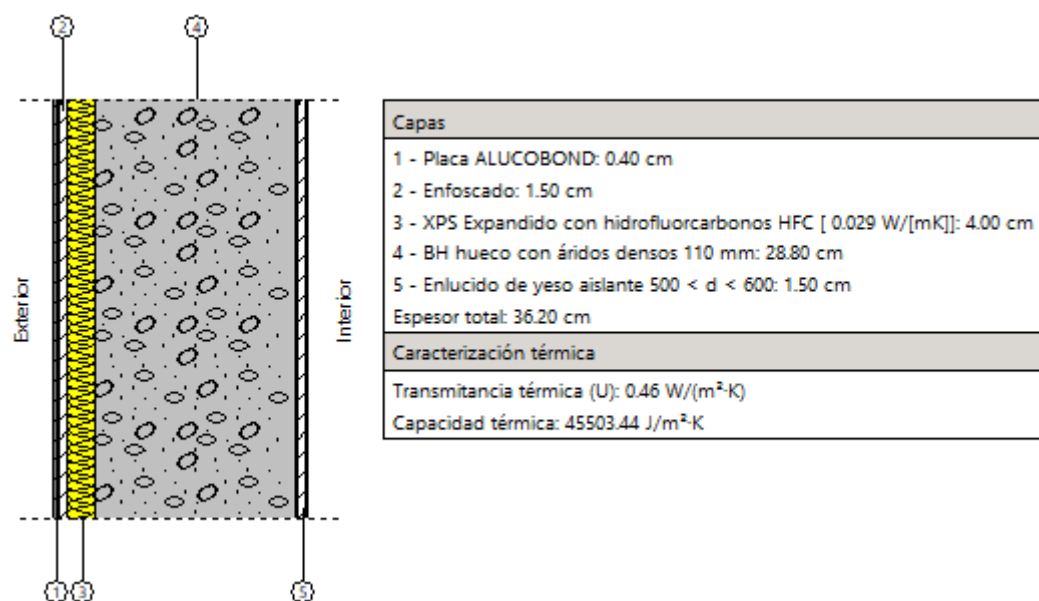 2
4
Exterior
Interior
1
3
5
Capas
1 - Placa ALUCOBOND: 0.40 cm
2 - Enfoscado: 1.50 cm
3 - XPS Expandido con hidrofluorcarbonos HFC [ 0.029 W/[mK]]: 4.00 cm
4 - BH hueco con áridos densos 110 mm: 28.80 cm
5 - Enlucido de yeso aislante 500 < d < 600: 1.50 cm
Espesor total: 36.20 cm
Caracterización térmica
Transmitancia térmica (U): 0.46 W/(m²·K)
Capacidad térmica: 45503.44 J/m²·K